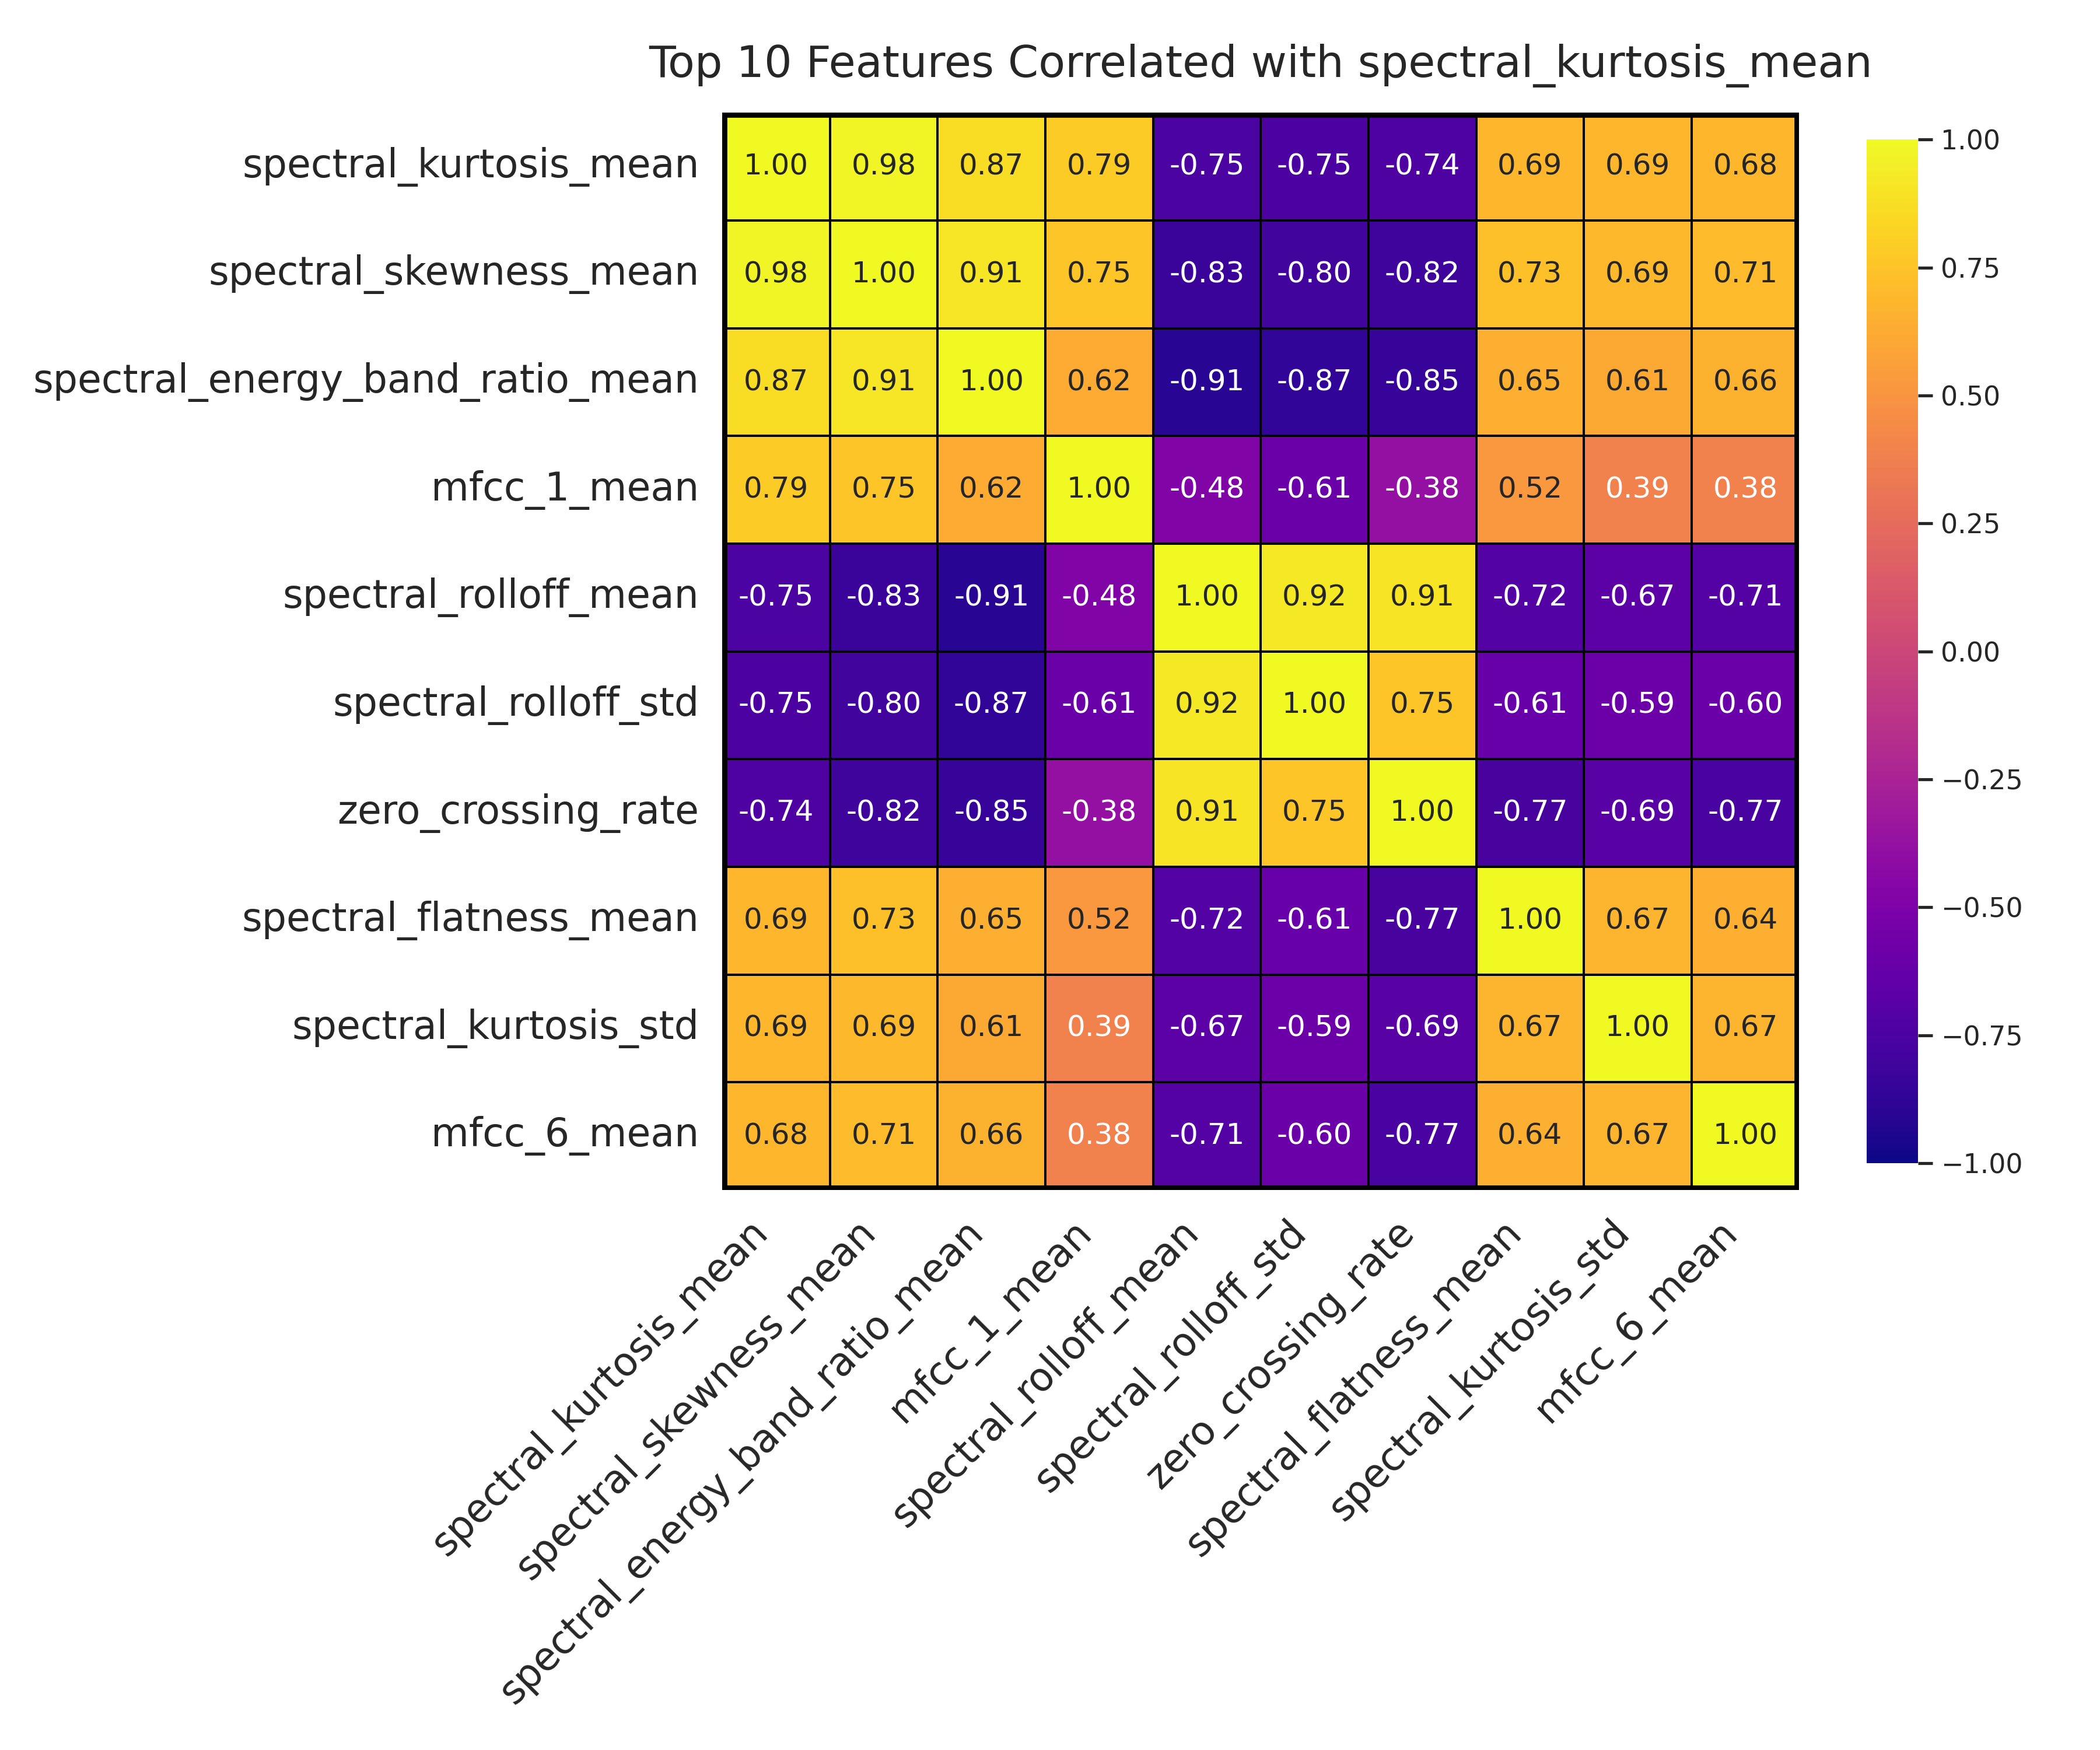 Top 10 Features Correlated with spectral_kurtosis_mean
spectral_kurtosis_mean 1.00 0.98 0.87 0.79 -0.75 -0.75 -0.74 0.69 0.69 0.68
spectral_skewness_mean 0.98 1.00 0.91 0.75 -0.83 -0.80 -0.82 0.73 0.69 0.71
spectral_energy_band_ratio_mean 0.87 0.91 1.00 0.62 -0.91 -0.87 -0.85 0.65 0.61 0.66
mfcc_1_mean 0.79 0.75 0.62 1.00 -0.48 -0.61 -0.38 0.52 0.39 0.38
spectral_rolloff_mean -0.75 -0.83 -0.91 -0.48 1.00 0.92 0.91 -0.72 -0.67 -0.71
spectral_rolloff_std -0.75 -0.80 -0.87 -0.61 0.92 1.00 0.75 -0.61 -0.59 -0.60
zero_crossing_rate -0.74 -0.82 -0.85 -0.38 0.91 0.75 1.00 -0.77 -0.69 -0.77
spectral_flatness_mean 0.69 0.73 0.65 0.52 -0.72 -0.61 -0.77 1.00 0.67 0.64
spectral_kurtosis_std 0.69 0.69 0.61 0.39 -0.67 -0.59 -0.69 0.67 1.00 0.67
mfcc_6_mean 0.68 0.71 0.66 0.38 -0.71 -0.60 -0.77 0.64 0.67 1.00
spectral_kurtosis_mean
spectral_skewness_mean
spectral_energy_band_ratio_mean
mfcc_1_mean
spectral_rolloff_mean
spectral_rolloff_std
zero_crossing_rate
spectral_flatness_mean
spectral_kurtosis_std
mfcc_6_mean
1.00
0.75
0.50
0.25
0.00
−0.25
−0.50
−0.75
−1.00